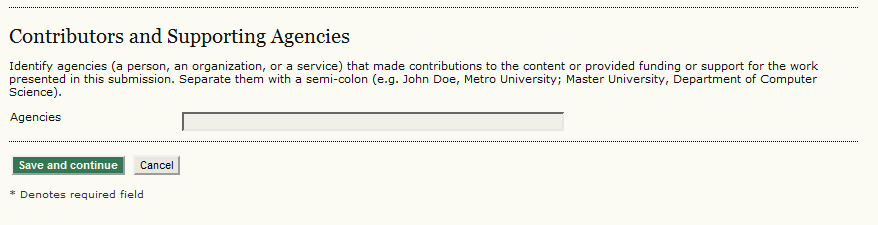 Contributors and Supporting Agencies
Identify agencies (a person, an organization, or a service) that made contributions to the content or provided funding or support for the work
presented in this submission. Separate them with a semi-colon (e.g. John Doe, Metro University; Master University, Department of Computer
Science).
Agencies
Save and continue Cancel
* Denotes required field